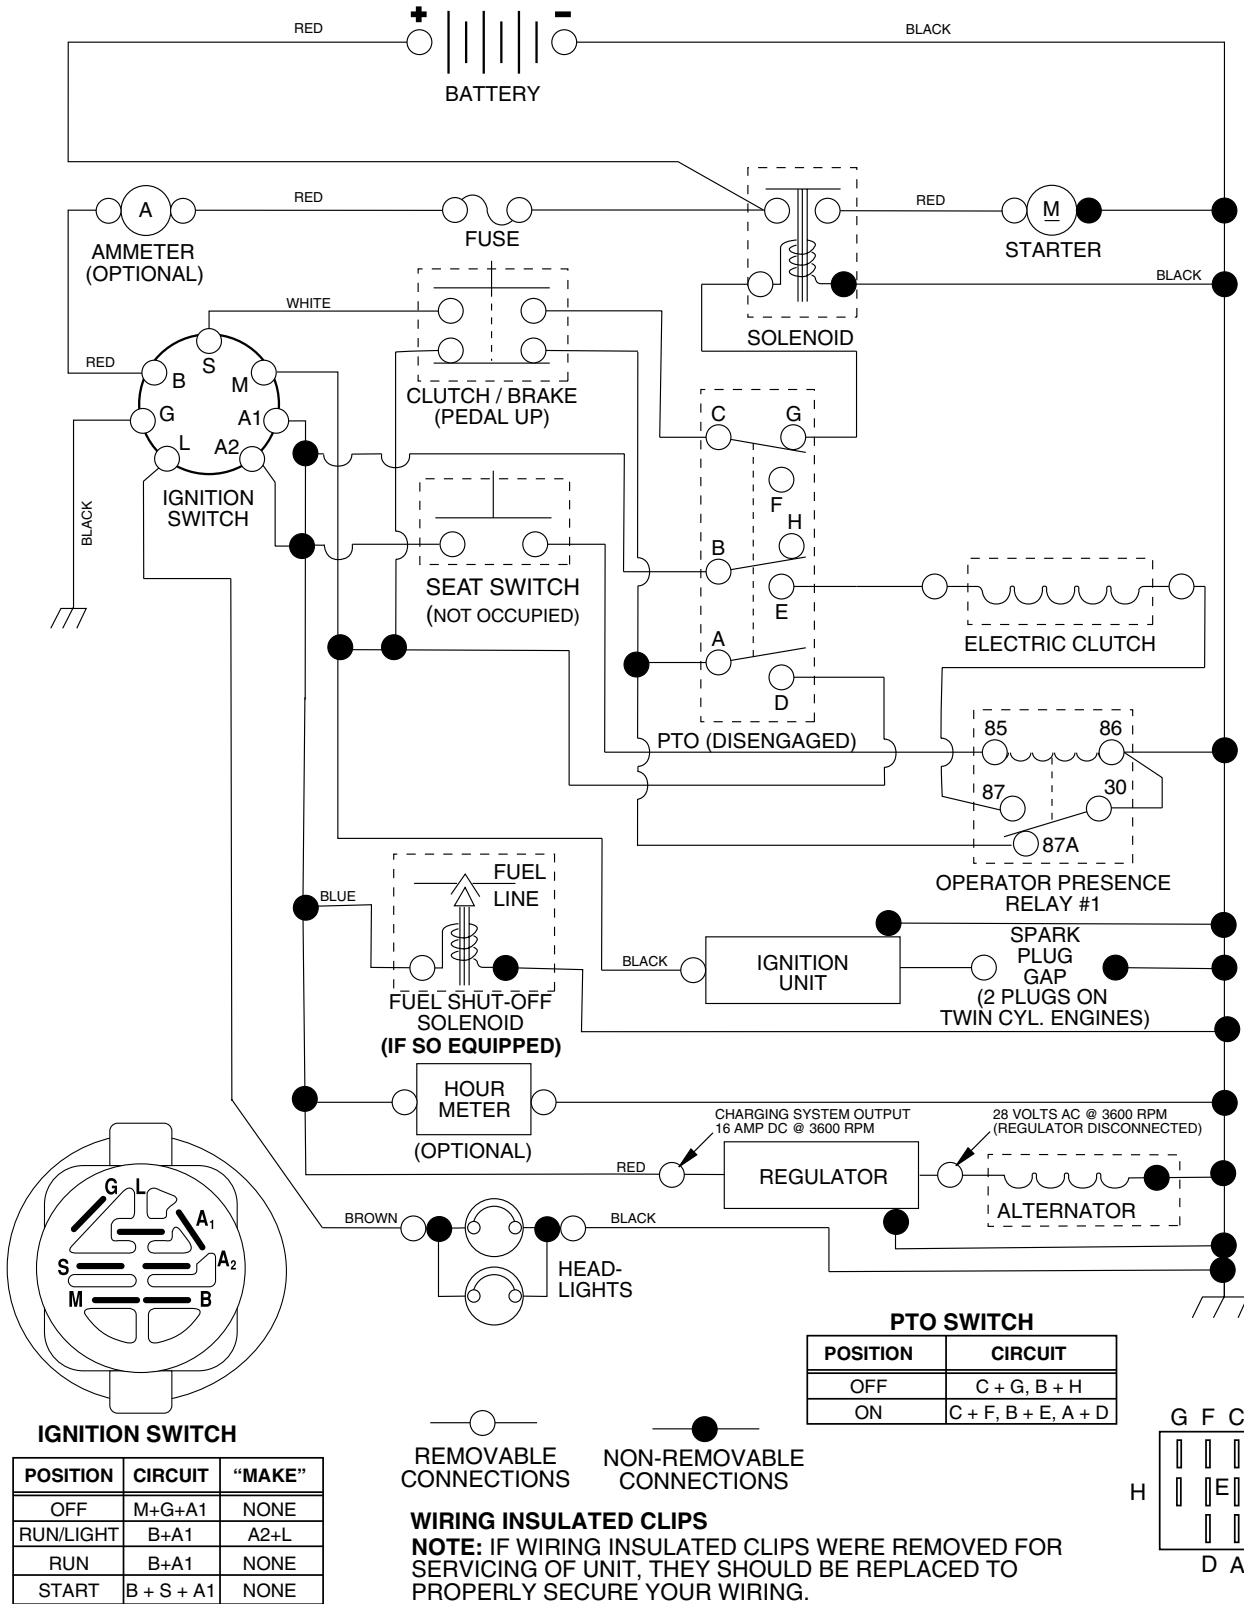 + −
RED
BLACK
BATTERY
A
RED
RED
M
AMMETER
(OPTIONAL)
FUSE
STARTER
BLACK
WHITE
SOLENOID
RED
S
B
M
G
A1
L
A2
CLUTCH / BRAKE
(PEDAL UP)
C
G
IGNITION
SWITCH
F
BLACK
H
B
SEAT SWITCH
(NOT OCCUPIED)
E
A
ELECTRIC CLUTCH
D
PTO (DISENGAGED)
85
86
87
30
87A
FUEL
LINE
OPERATOR PRESENCE
RELAY #1
BLUE
BLACK
IGNITION
UNIT
SPARK
PLUG
GAP
(2 PLUGS ON
TWIN CYL. ENGINES)
FUEL SHUT-OFF
SOLENOID
(IF SO EQUIPPED)
HOUR
METER
(OPTIONAL)
CHARGING SYSTEM OUTPUT
16 AMP DC @ 3600 RPM
28 VOLTS AC @ 3600 RPM
(REGULATOR DISCONNECTED)
RED
REGULATOR
ALTERNATOR
BROWN
BLACK
HEAD-
LIGHTS
G L
A1
S
A2
M
B
IGNITION SWITCH
POSITION CIRCUIT “MAKE”
OFF M+G+A1 NONE
RUN/LIGHT B+A1 A2+L
RUN B+A1 NONE
START B + S + A1 NONE
PTO SWITCH
POSITION CIRCUIT
OFF C + G, B + H
ON C + F, B + E, A + D
G F C
H
E
D A
REMOVABLE
CONNECTIONS
NON-REMOVABLE
CONNECTIONS
WIRING INSULATED CLIPS
NOTE: IF WIRING INSULATED CLIPS WERE REMOVED FOR
SERVICING OF UNIT, THEY SHOULD BE REPLACED TO
PROPERLY SECURE YOUR WIRING.